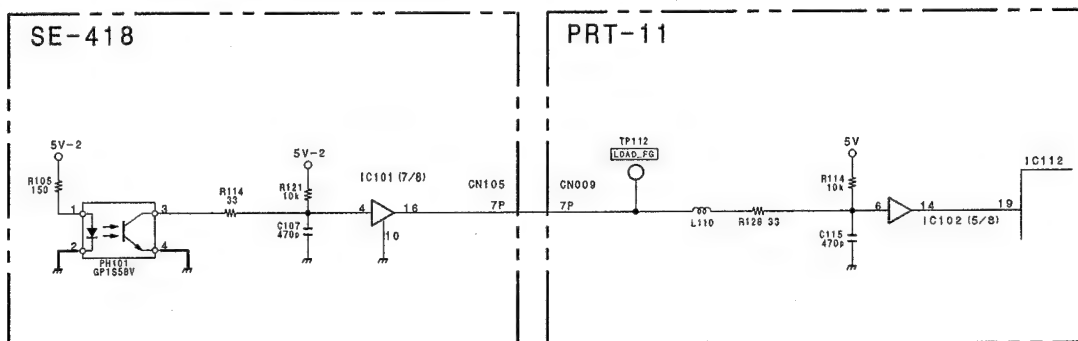 SE-418
PRT-11
5V-2
R105
150
1
2
3
4
PH101
GP1S58V
R114
33
5V-2
R121
10k
C107
470p
IC101 (7/8)
4
16
10
CN105
7P
CN009
7P
TP112
LOAD_FG
L110
R128 33
5V
R114
10k
C115
470p
6
14
IC102 (5/8)
19
IC112